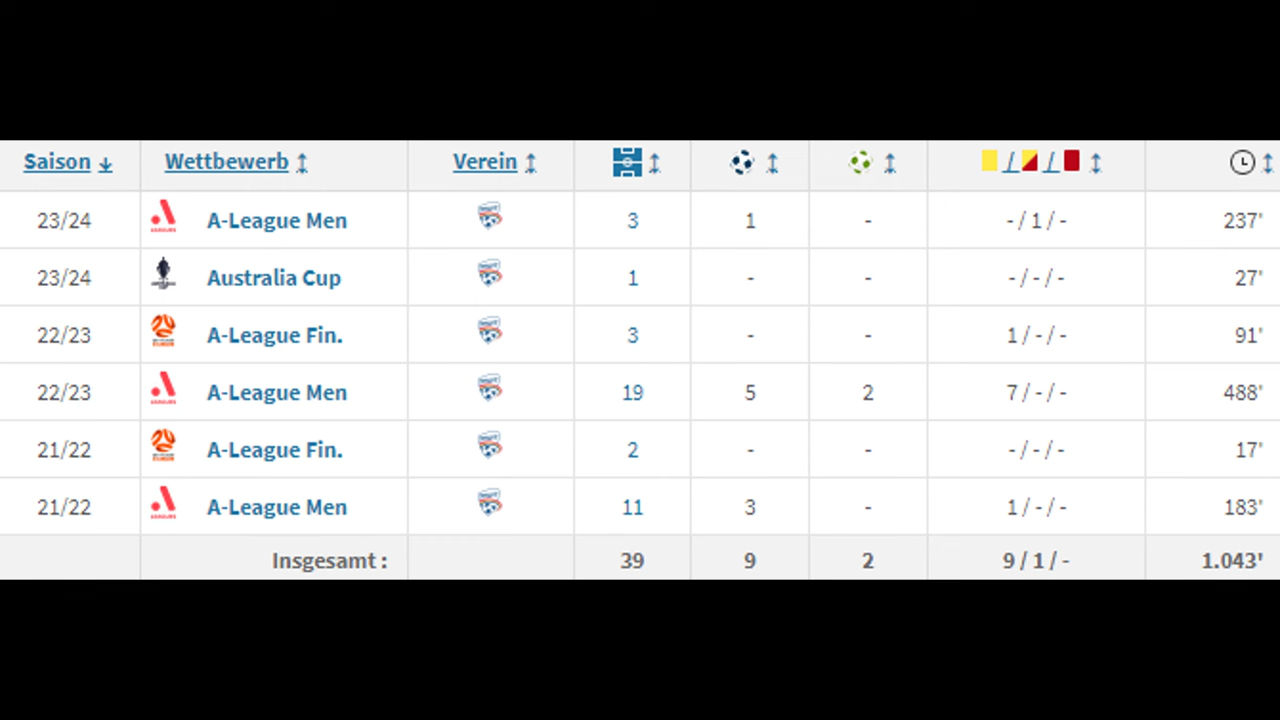 Saison Wettbewerb Verein
23/24 A-League Men 3 1 - - / 1 / - 237'
23/24 Australia Cup 1 - - - / - / - 27'
22/23 A-League Fin. 3 - - 1 / - / - 91'
22/23 A-League Men 19 5 2 7 / - / - 488'
21/22 A-League Fin. 2 - - - / - / - 17'
21/22 A-League Men 11 3 - 1 / - / - 183'
Insgesamt : 39 9 2 9 / 1 / - 1.043'